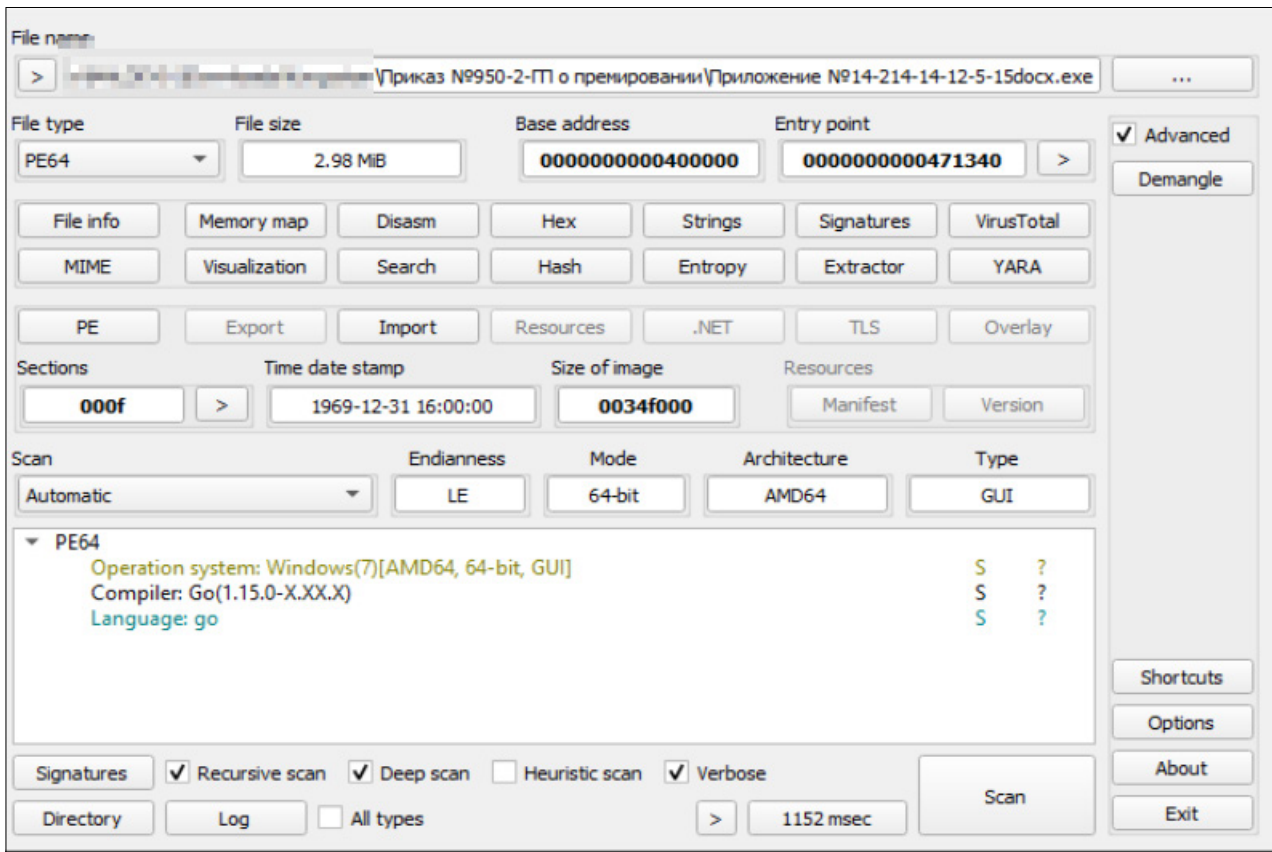 File name
> \Приказ №950-2-ГП о премировании\Приложение №14-214-14-12-5-15docx.exe ...
File type File size Base address Entry point
PE64 2.98 MiB 0000000000400000 0000000000471340 >
Advanced
Demangle
File info Memory map Disasm Hex Strings Signatures VirusTotal
MIME Visualization Search Hash Entropy Extractor YARA
PE Export Import Resources .NET TLS Overlay
Sections Time date stamp Size of image Resources
000f > 1969-12-31 16:00:00 0034f000 Manifest Version
Scan Endianness Mode Architecture Type
Automatic LE 64-bit AMD64 GUI
PE64
Operation system: Windows(7)[AMD64, 64-bit, GUI] S ?
Compiler: Go(1.15.0-X.XX.X) S ?
Language: go S ?
Shortcuts
Options
Signatures Recursive scan Deep scan Heuristic scan Verbose
Scan
About
Directory Log All types > 1152 msec
Exit